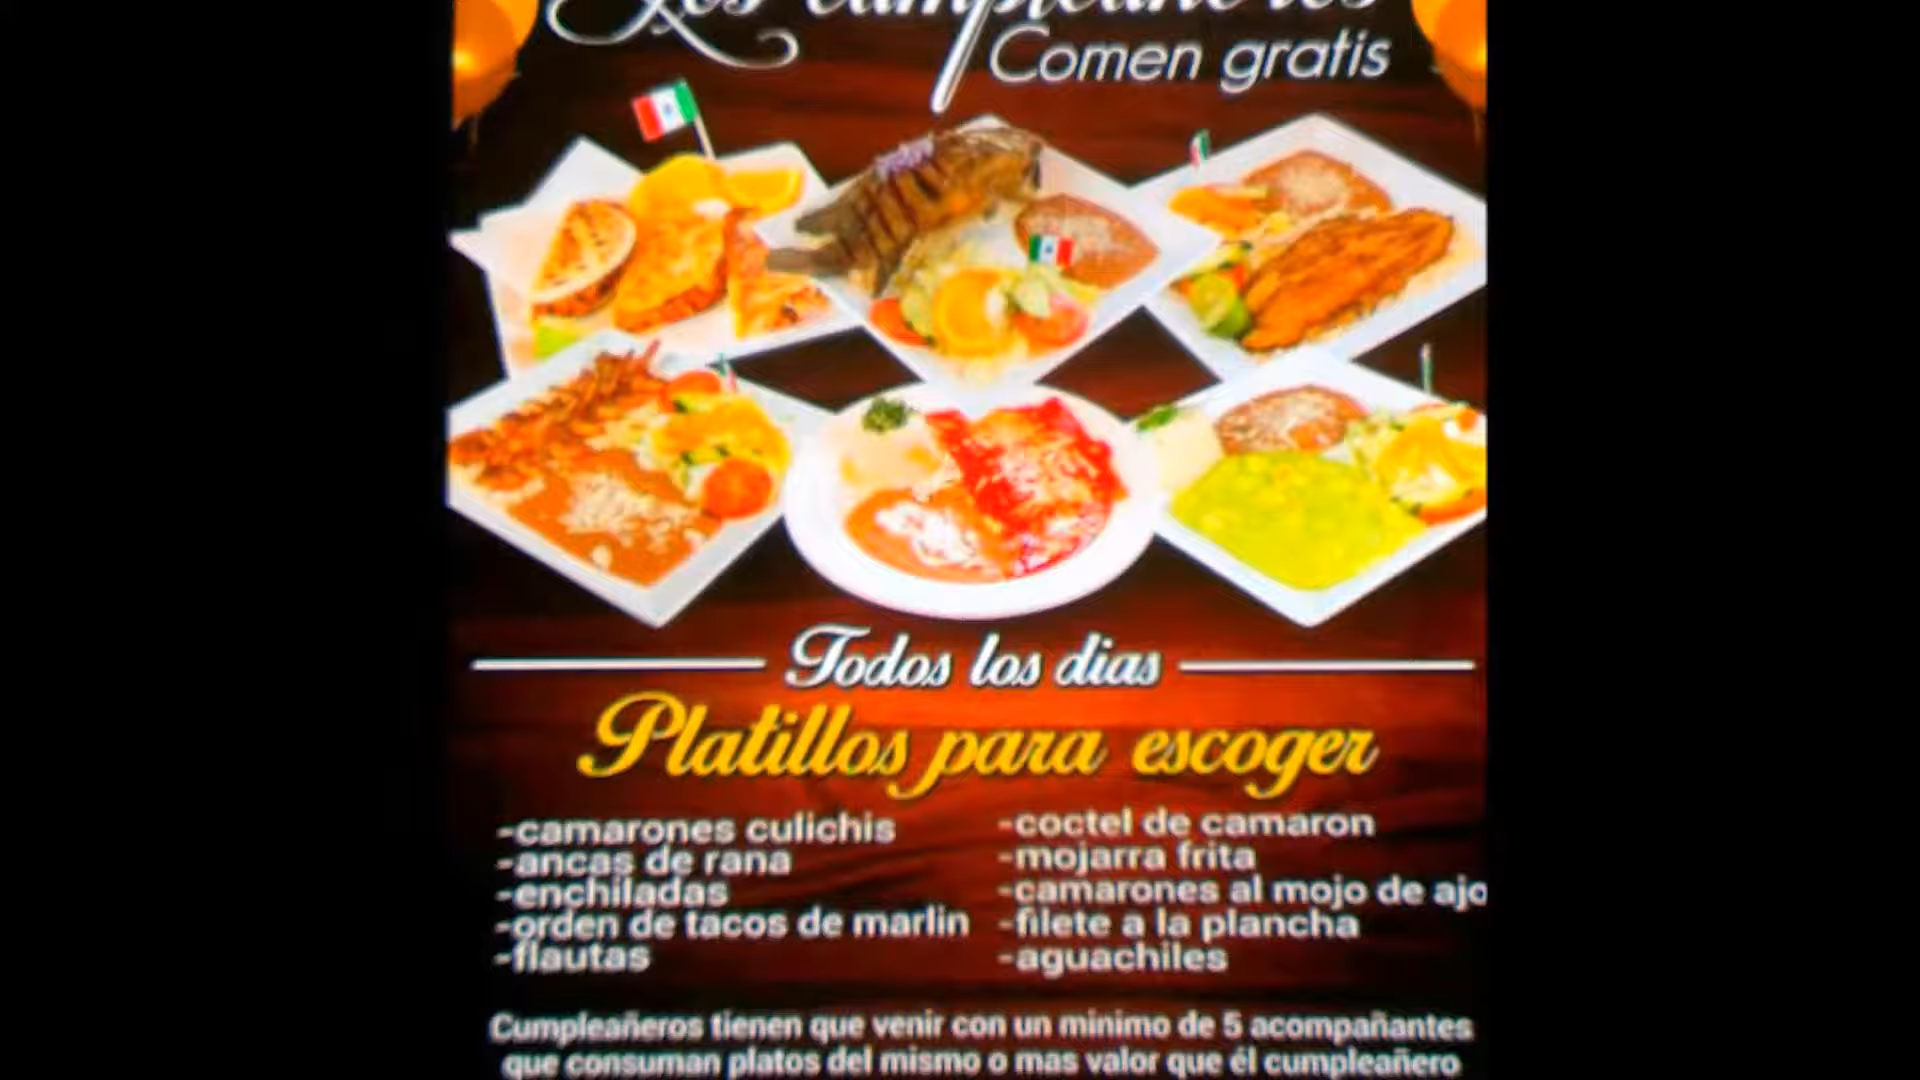 Los cumpleañeros
Comen gratis
Todos los dias
Platillos para escoger
-camarones culichis
-ancas de rana
-enchiladas
-orden de tacos de marlin
-flautas
-coctel de camaron
-mojarra frita
-camarones al mojo de ajo
-filete a la plancha
-aguachiles
Cumpleañeros tienen que venir con un minimo de 5 acompañantes
que consuman platos del mismo o mas valor que él cumpleañero